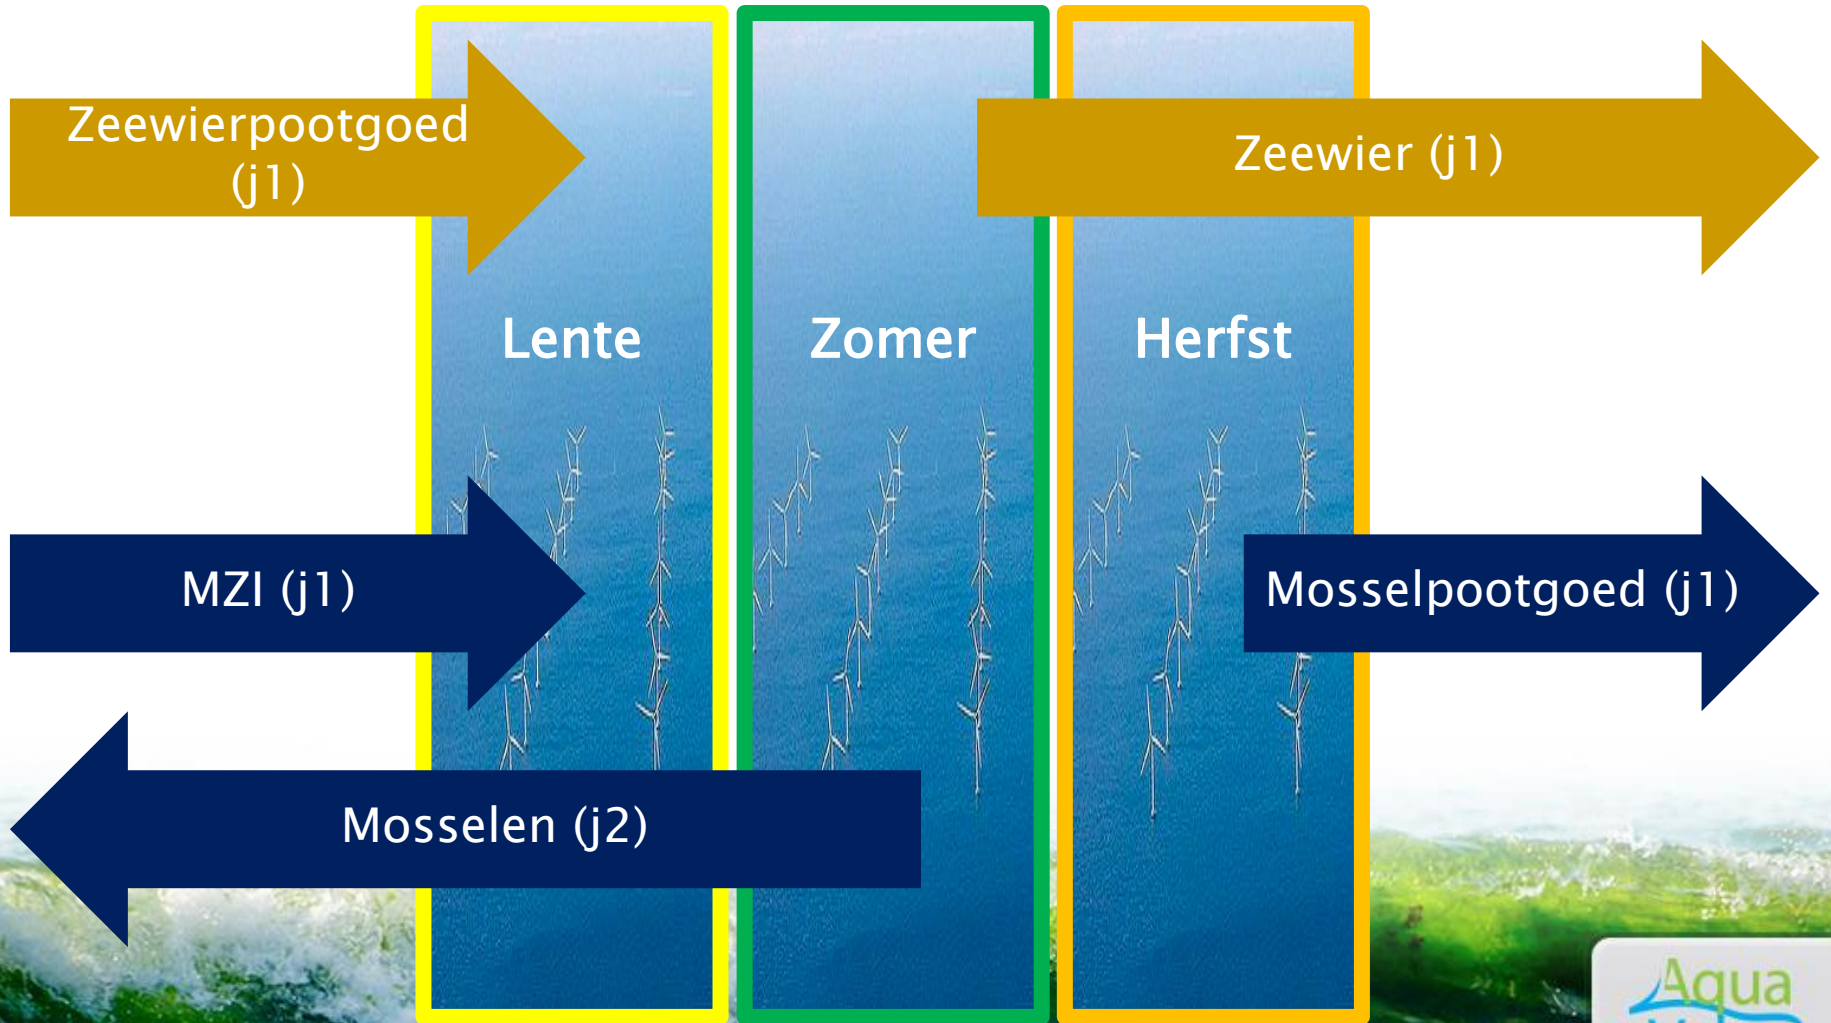 Zeewierpootgoed
(j1)
Zeewier (j1)
Lente
Zomer
Herfst
MZI (j1)
Mosselpootgoed (j1)
Mosselen (j2)
Aqua